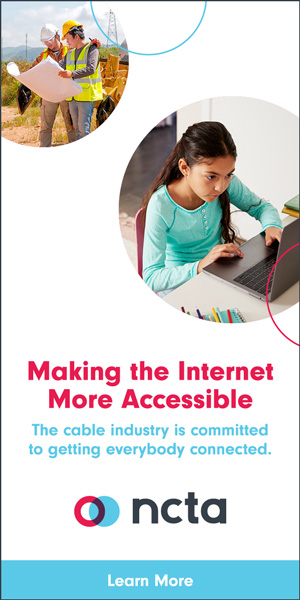 Making the Internet
More Accessible
The cable industry is committed
to getting everybody connected.
ncta
Learn More